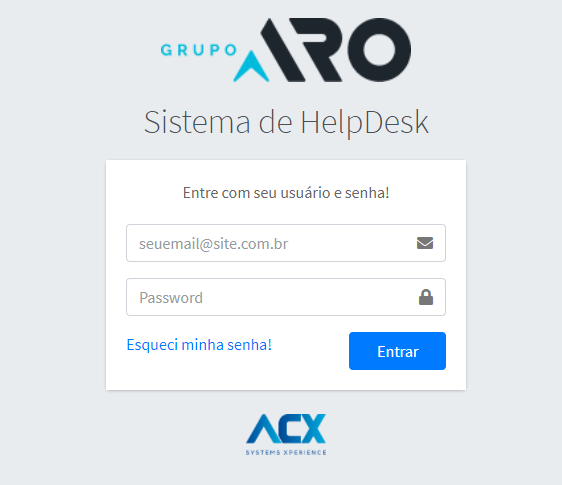 GRUPO ARO
Sistema de HelpDesk
Entre com seu usuário e senha!
seuemail@site.com.br
Password
Esqueci minha senha!
Entrar
ACX
SYSTEMS XPERIENCE